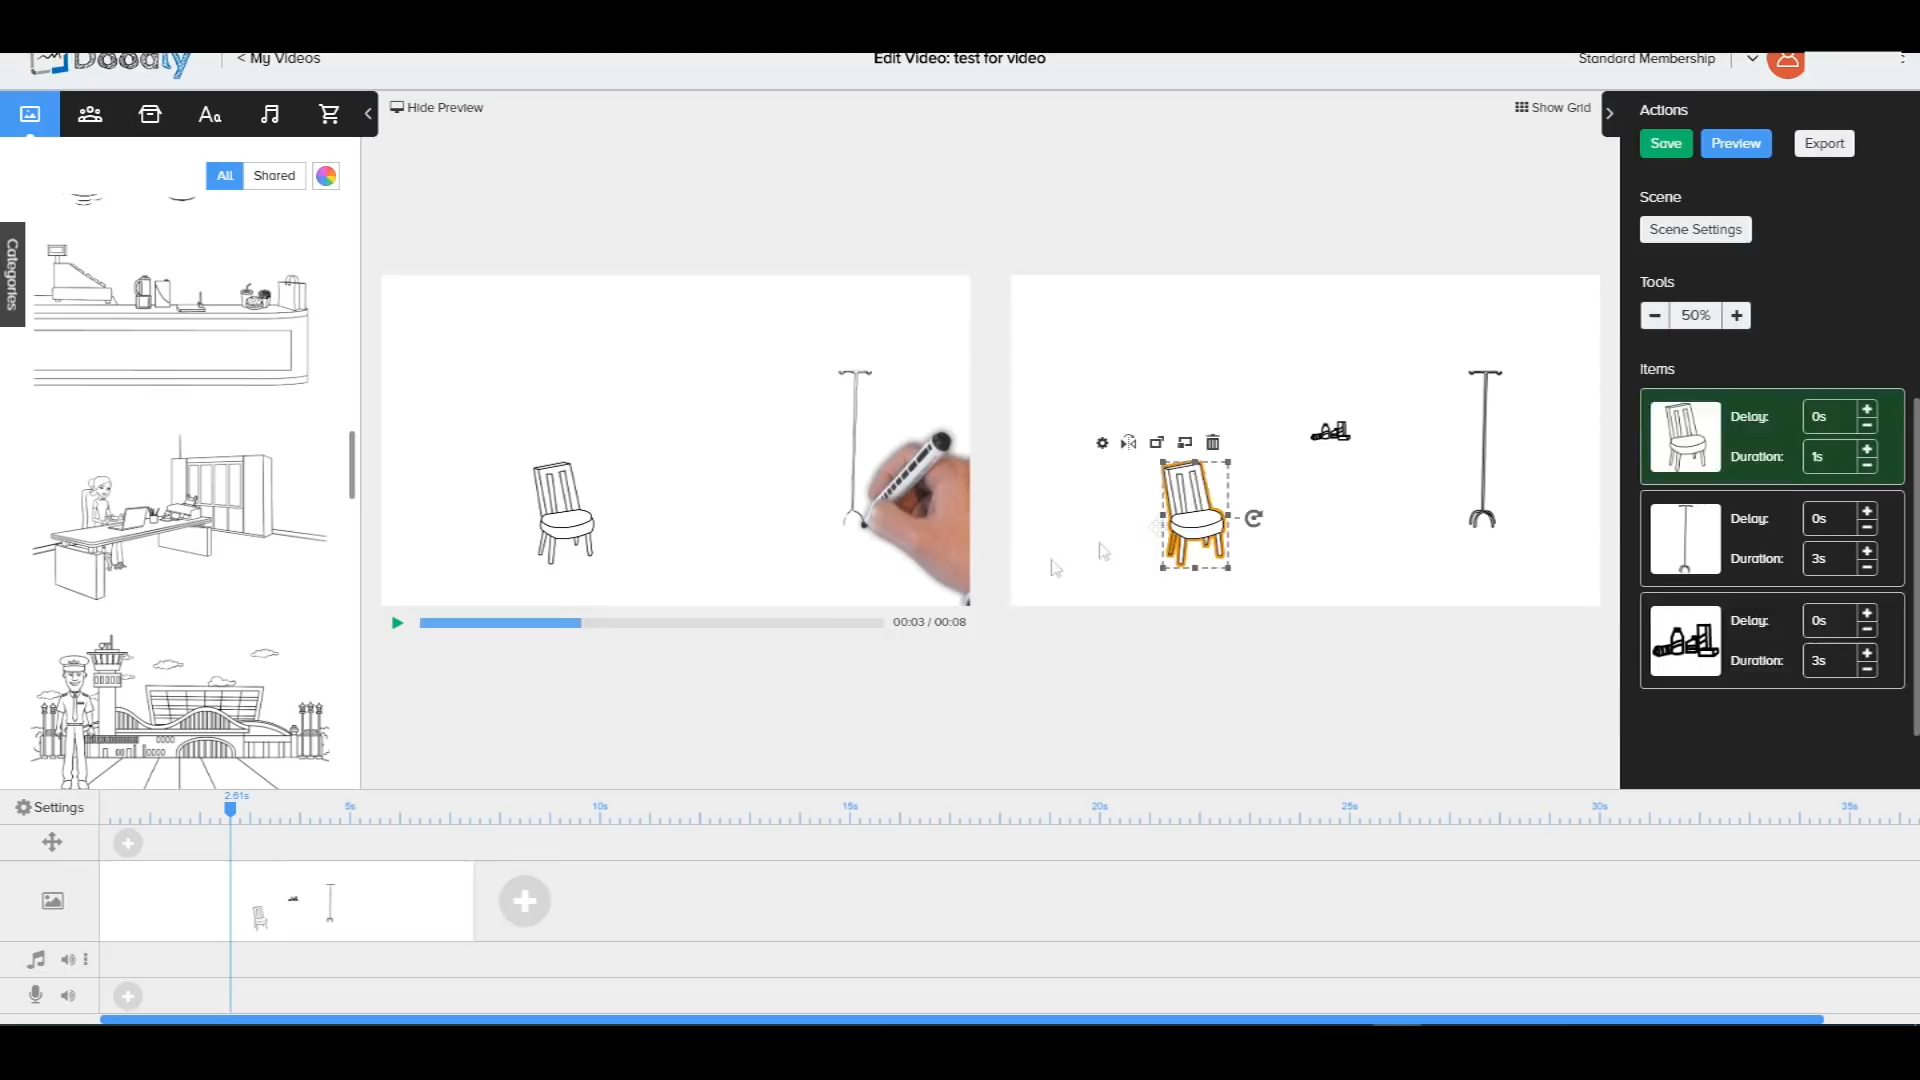 Doodly
< My Videos
Edit Video: test for video
Standard Membership
Aa
Hide Preview
Show Grid
Actions
Save
Preview
Export
All
Shared
Categories
Scene
Scene Settings
Tools
50%
Items
Delay:
0s
Duration:
1s
Delay:
0s
Duration:
3s
Delay:
0s
Duration:
3s
00:03 / 00:08
Settings
2.61s
5s
10s
15s
20s
25s
30s
35s